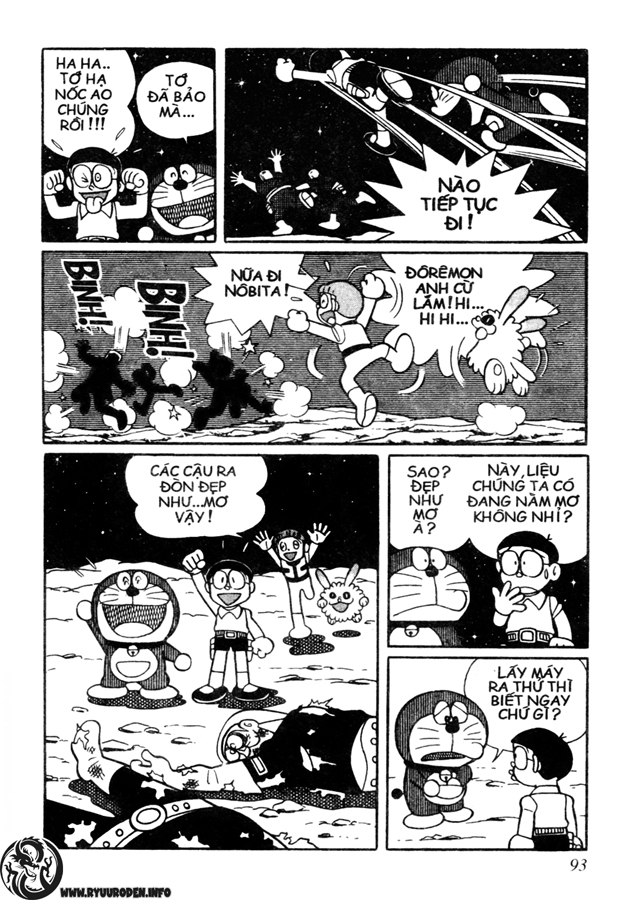 HA HA..
TỚ HẠ
NỐC AO
CHÚNG
RỒI!!!
TỚ
ĐÃ BẢO
MÀ...
NÀO
TIẾP TỤC
ĐI!
BINH!
BINH!
NỮA ĐI
NÔBITA!
ĐÔRÊMON
ANH CỪ
LẮM! HI...
HI HI...
CÁC CẬU RA
ĐÒN ĐẸP
NHƯ...MƠ
VẬY!
SAO?
ĐẸP
NHƯ
MƠ
À?
NÀY, LIỆU
CHÚNG TA CÓ
ĐANG NẰM MƠ
KHÔNG NHỈ?
LẤY MÁY
RA THỬ THÌ
BIẾT NGAY
CHỨ GÌ?
93
WWW.RYUURODEN.INFO